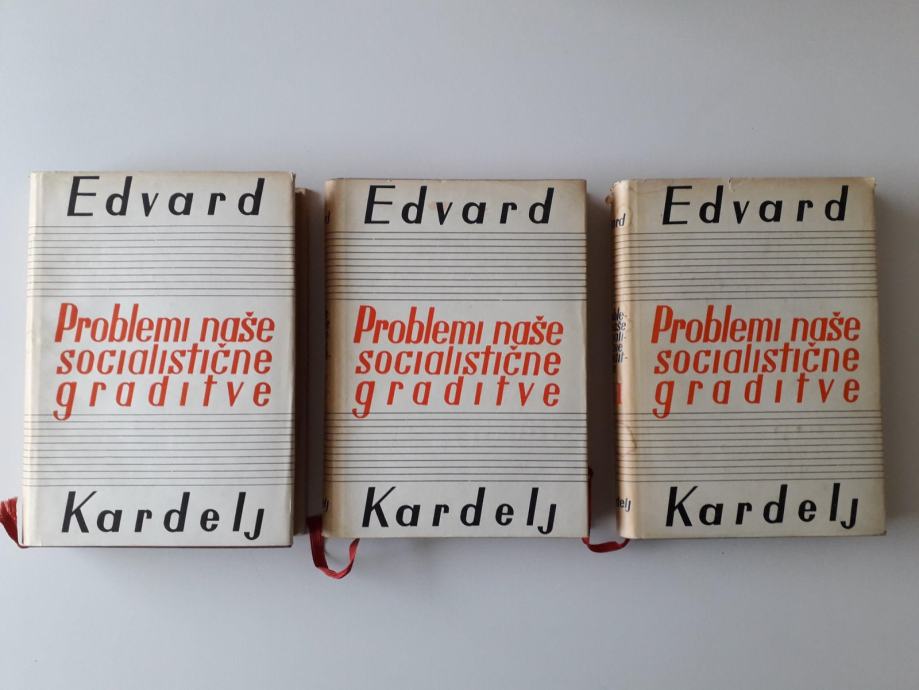 Edvard
Problemi naše
socialistične
graditve
Kardelj
Edvard
Problemi naše
socialistične
graditve
Kardelj
Edvard
Problemi naše
socialistične
graditve
Kardelj